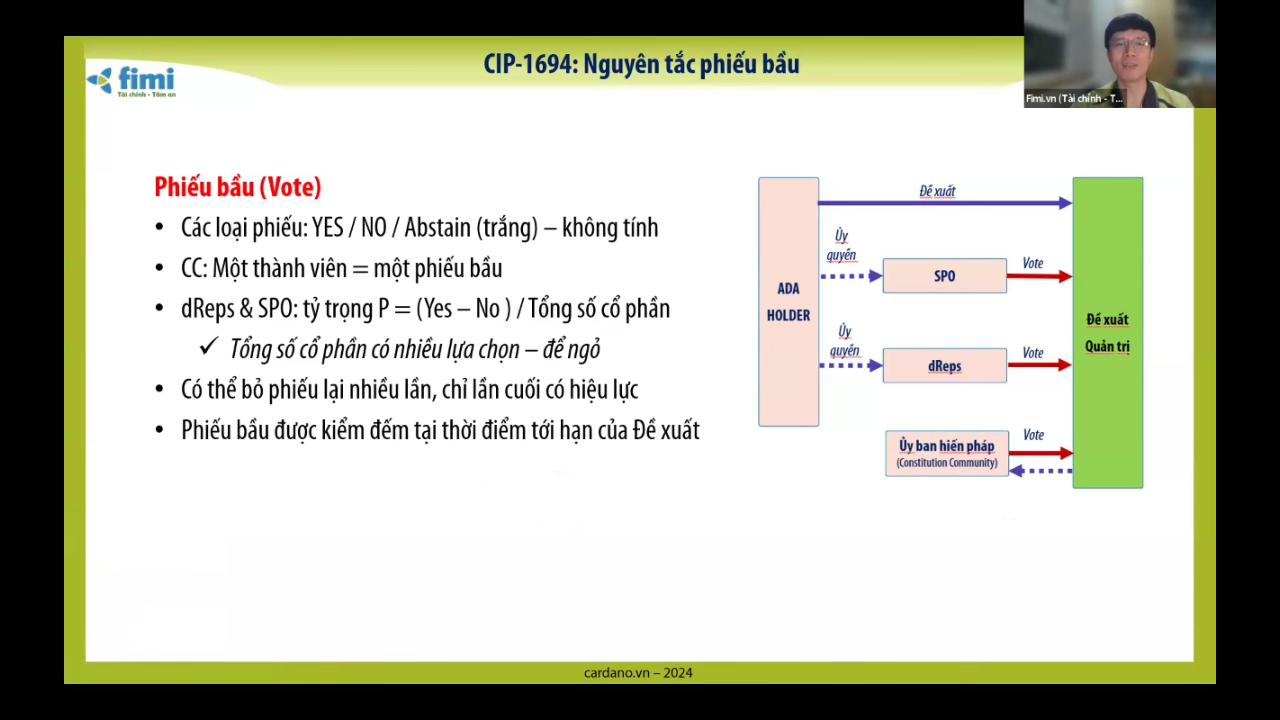 fimi
Tài chính - Tâm an
CIP-1694: Nguyên tắc phiếu bầu
Fimi.vn (Tài chính - T...
Phiếu bầu (Vote)
• Các loại phiếu: YES / NO / Abstain (trắng) – không tính
• CC: Một thành viên = một phiếu bầu
• dReps & SPO: tỷ trọng P = (Yes – No ) / Tổng số cổ phần
✓ Tổng số cổ phần có nhiều lựa chọn – để ngỏ
• Có thể bỏ phiếu lại nhiều lần, chỉ lần cuối có hiệu lực
• Phiếu bầu được kiểm đếm tại thời điểm tới hạn của Đề xuất
ADA
HOLDER
Đề xuất
Ủy
quyền
SPO
Vote
Ủy
quyền
dReps
Vote
Ủy ban hiến pháp
(Constitution Community)
Vote
Đề xuất
Quản trị
cardano.vn – 2024